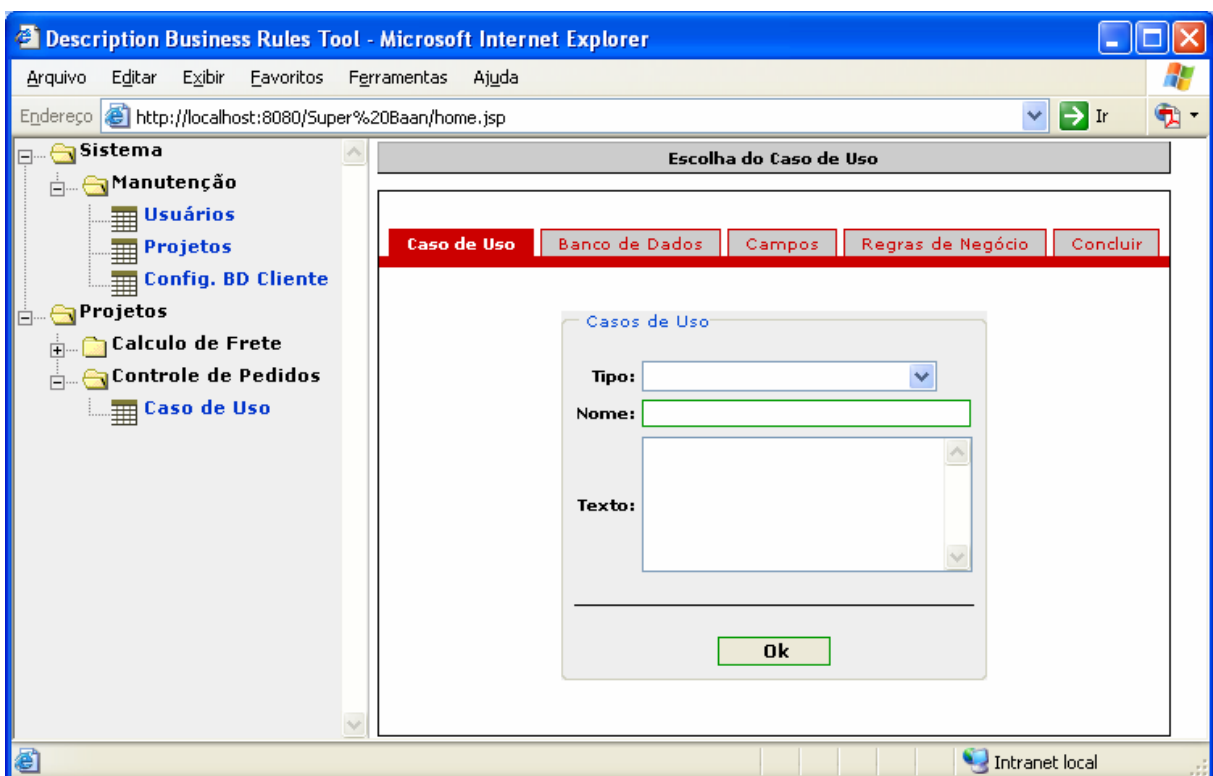 Description Business Rules Tool - Microsoft Internet Explorer
Arquivo Editar Exibir Favoritos Ferramentas Ajuda
Endereço http://localhost:8080/Super%20Baan/home.jsp Ir
Sistema
Manutenção
Usuários
Projetos
Config. BD Cliente
Projetos
Calculo de Frete
Controle de Pedidos
Caso de Uso
Escolha do Caso de Uso
Caso de Uso Banco de Dados Campos Regras de Negócio Concluir
Casos de Uso
Tipo:
Nome:
Texto:
Ok
Intranet local